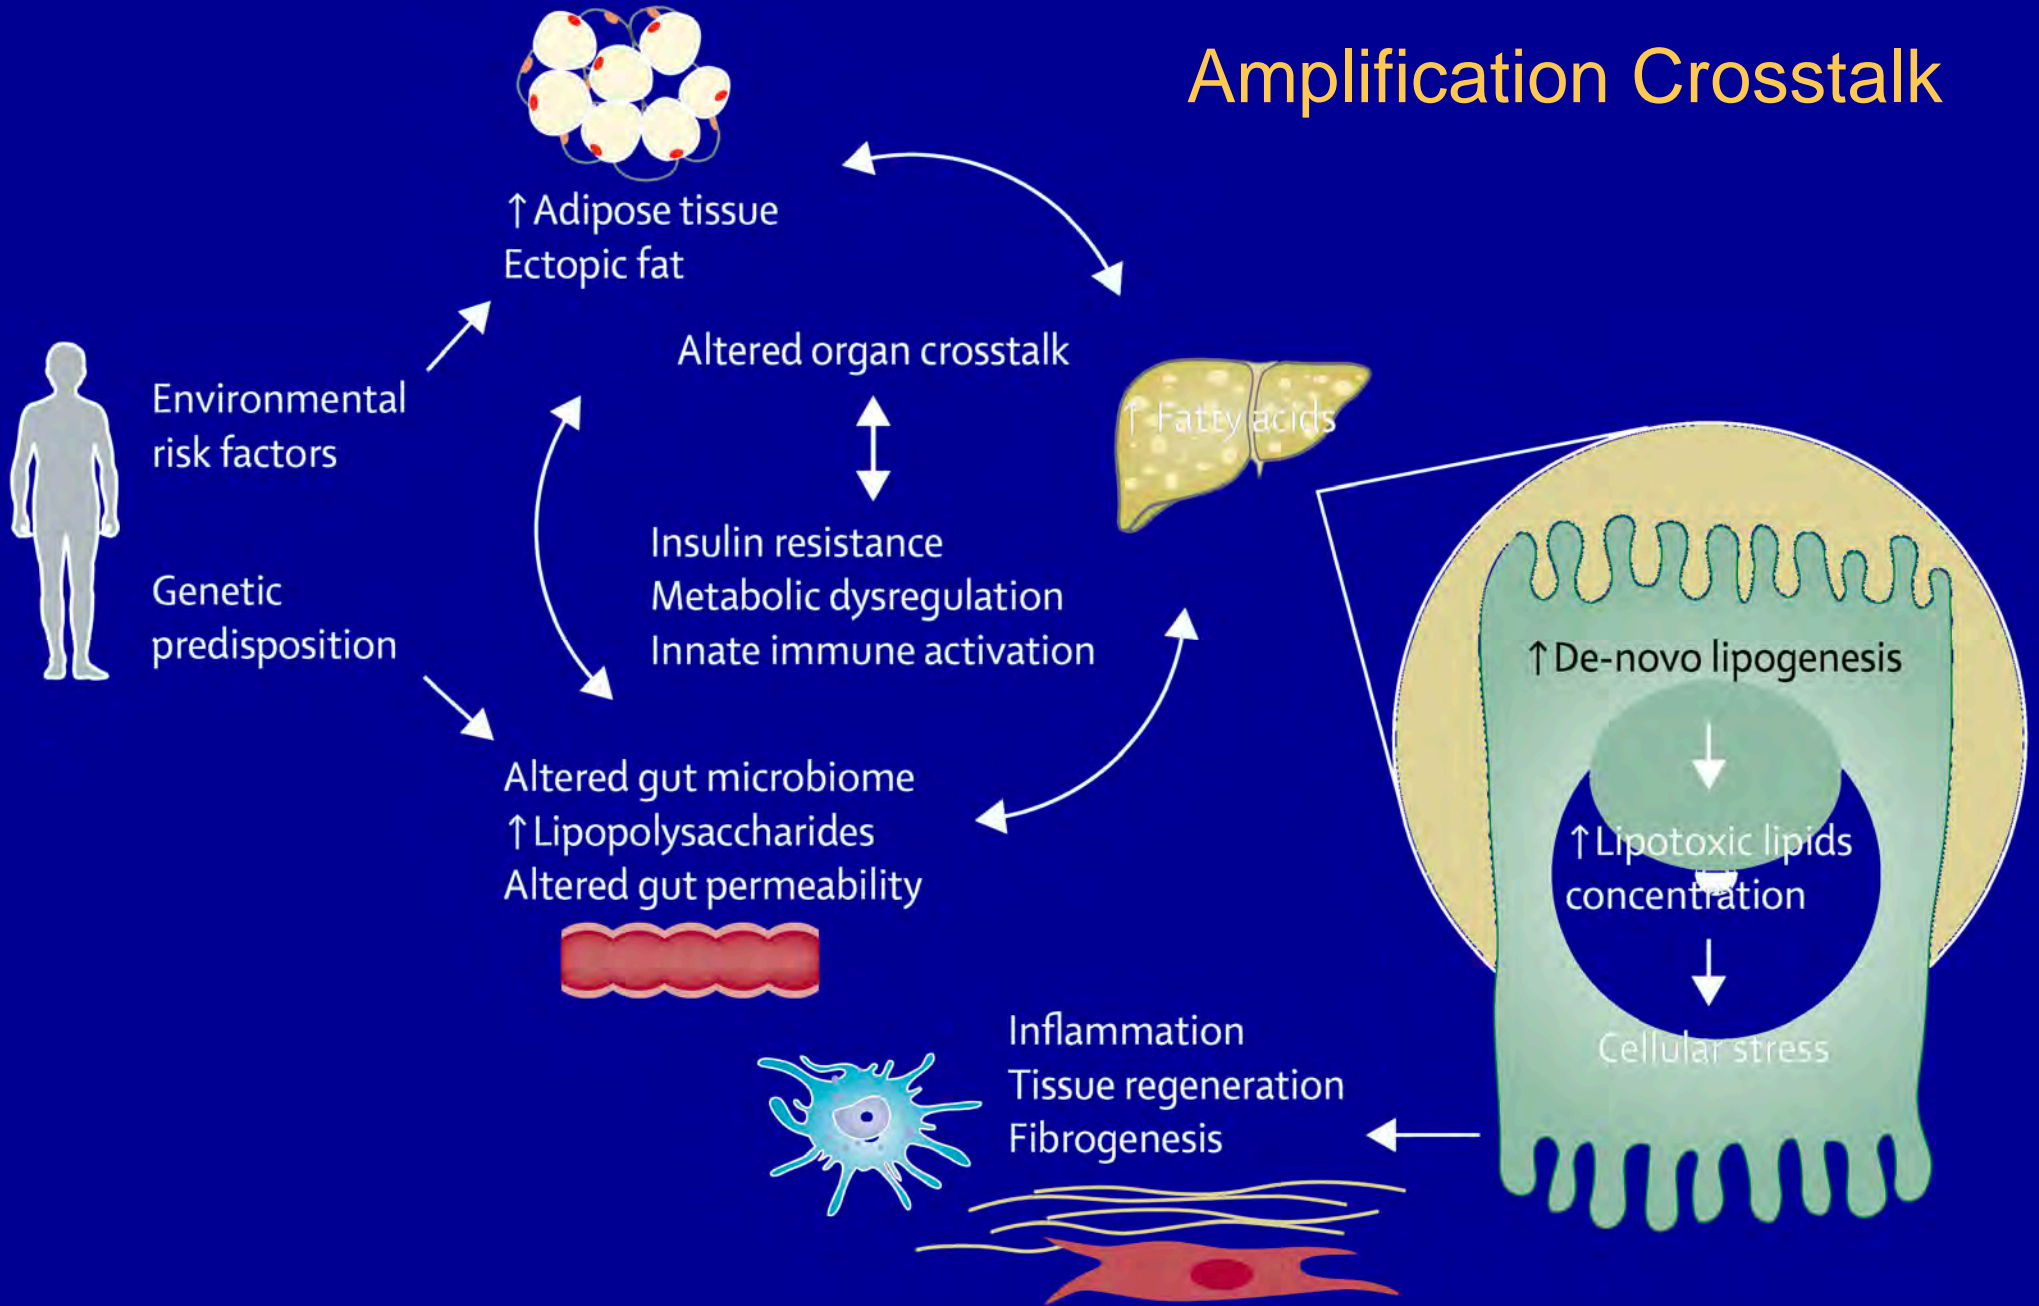 Amplification Crosstalk
↑Adipose tissue
Ectopic fat
Altered organ crosstalk
Environmental
risk factors
↑ Fatty acids
Insulin resistance
Metabolic dysregulation
Innate immune activation
Genetic
predisposition
↑De-novo lipogenesis
Altered gut microbiome
↑Lipopolysaccharides
Altered gut permeability
↑Lipotoxic lipids
concentration
Cellular stress
Inflammation
Tissue regeneration
Fibrogenesis